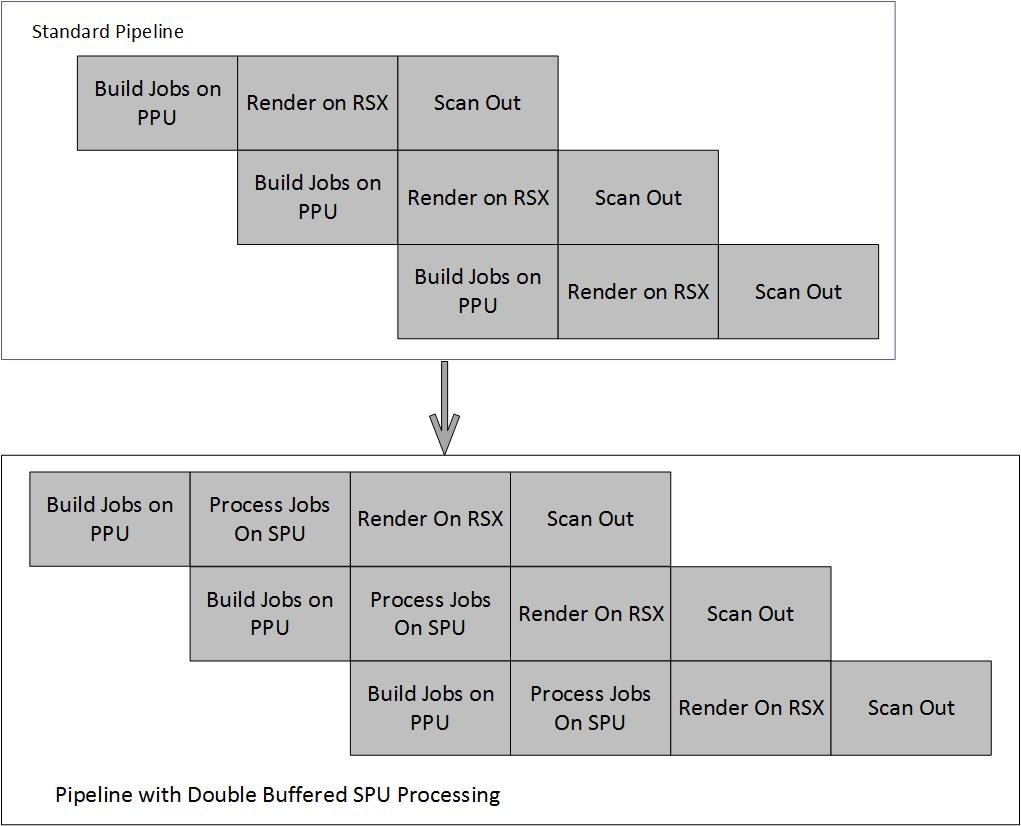 Standard Pipeline
Build Jobs on
PPU
Render on RSX
Scan Out
Build Jobs on
PPU
Render on RSX
Scan Out
Build Jobs on
PPU
Render on RSX
Scan Out
Build Jobs on
PPU
Process Jobs
On SPU
Render On RSX
Scan Out
Build Jobs on
PPU
Process Jobs
On SPU
Render On RSX
Scan Out
Build Jobs on
PPU
Process Jobs
On SPU
Render On RSX
Scan Out
Pipeline with Double Buffered SPU Processing